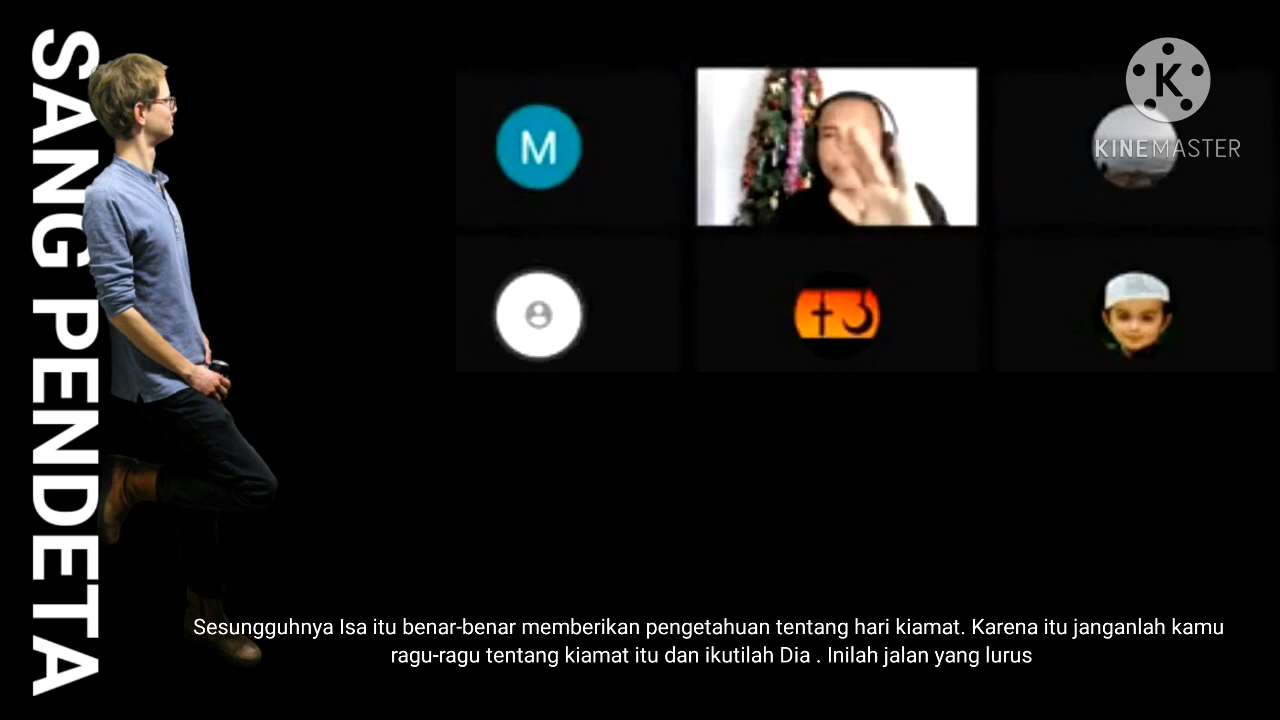 SANG PENDETA
M
K
KINEMASTER
Sesungguhnya Isa itu benar-benar memberikan pengetahuan tentang hari kiamat. Karena itu janganlah kamu
ragu-ragu tentang kiamat itu dan ikutilah Dia . Inilah jalan yang lurus